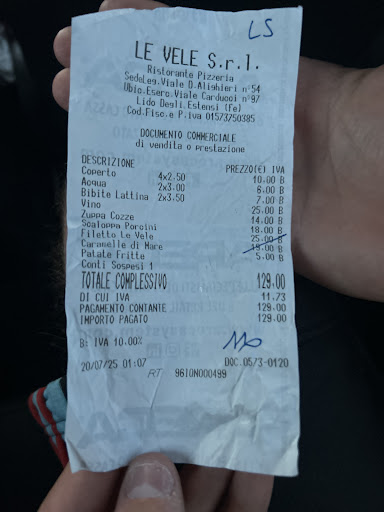 LS
LE VELE S.r.l.
Ristorante Pizzeria
SedeLeg.Viale D.Alighieri n°54
Ubic.Eserc.Viale Carducci n°97
Lido Degli Estensi (Fe)
Cod.Fisc.e P.iva 01573750385
DOCUMENTO COMMERCIALE
di vendita o prestazione
DESCRIZIONE PREZZO(€) IVA
Coperto 4x2.50 10.00 B
Acqua 2x3.00 6.00 B
Bibite Lattina 2x3.50 7.00 B
Vino 25.00 B
Zuppa Cozze 14.00 B
Scaloppa Porcini 18.00 B
Filetto Le Vele 25.00 B
Caramelle di Mare 19.00 B
Patate Fritte 5.00 B
Conti Sospesi 1
TOTALE COMPLESSIVO 129.00
DI CUI IVA 11.73
PAGAMENTO CONTANTE 129.00
IMPORTO PAGATO 129.00
B: IVA 10.00%
20/07/25 01:07 DOC.0573-0120
RT 96ION000499